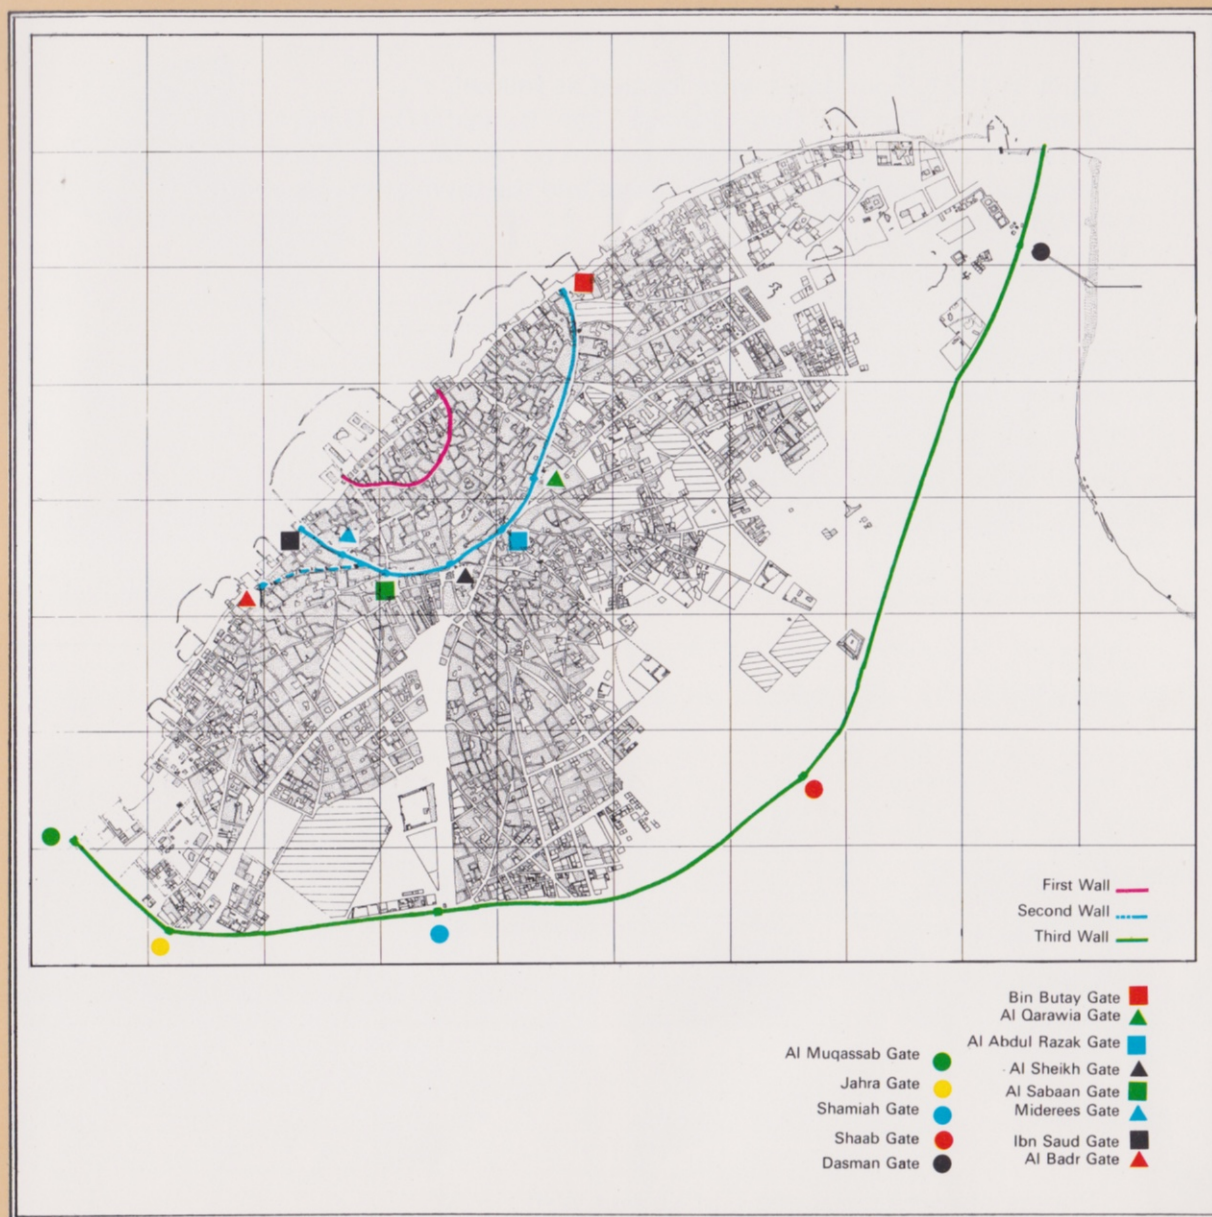 First Wall
Second Wall
Third Wall
Bin Butay Gate
Al Qarawia Gate
Al Abdul Razak Gate
Al Sheikh Gate
Al Sabaan Gate
Miderees Gate
Ibn Saud Gate
Al Badr Gate
Al Muqassab Gate
Jahra Gate
Shamiah Gate
Shaab Gate
Dasman Gate